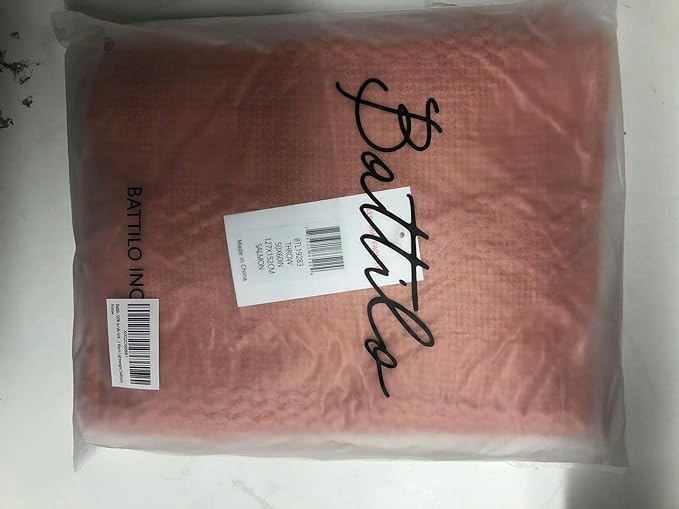 Battilo
BATTILO INC
BTL19283
THROW
50X60IN
127X152CM
SALMON
Made in China